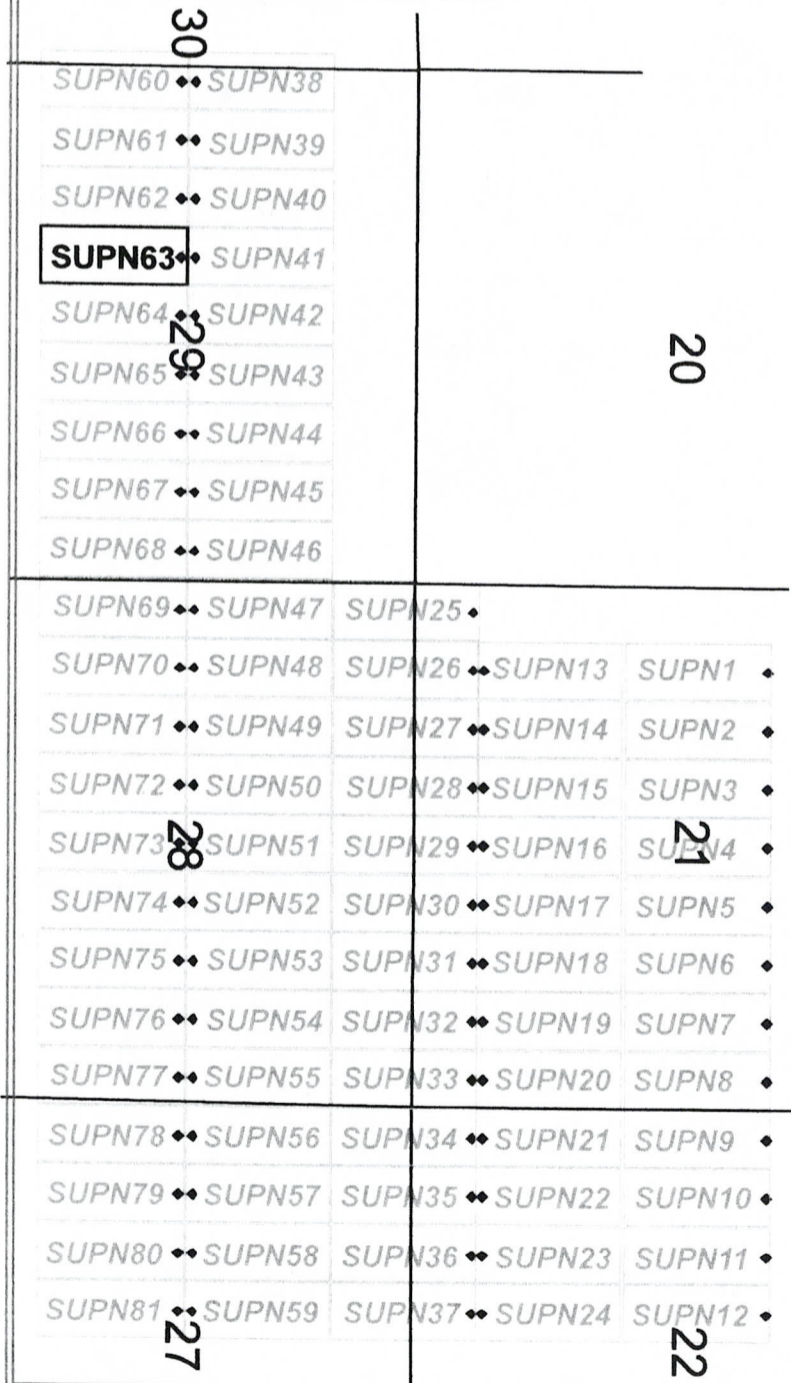 30
SUPN60 SUPN38
SUPN61 SUPN39
SUPN62 SUPN40
SUPN63 SUPN41
SUPN64 SUPN42
29
20
SUPN65 SUPN43
SUPN66 SUPN44
SUPN67 SUPN45
SUPN68 SUPN46
SUPN69 SUPN47 SUPN25
SUPN70 SUPN48 SUPN26 SUPN13 SUPN1
SUPN71 SUPN49 SUPN27 SUPN14 SUPN2
SUPN72 SUPN50 SUPN28 SUPN15 SUPN3
SUPN73 28 SUPN51 SUPN29 SUPN16 SUPN4 21
SUPN74 SUPN52 SUPN30 SUPN17 SUPN5
SUPN75 SUPN53 SUPN31 SUPN18 SUPN6
SUPN76 SUPN54 SUPN32 SUPN19 SUPN7
SUPN77 SUPN55 SUPN33 SUPN20 SUPN8
SUPN78 SUPN56 SUPN34 SUPN21 SUPN9
SUPN79 SUPN57 SUPN35 SUPN22 SUPN10
SUPN80 SUPN58 SUPN36 SUPN23 SUPN11
SUPN81 SUPN59 SUPN37 SUPN24 SUPN12
27
22